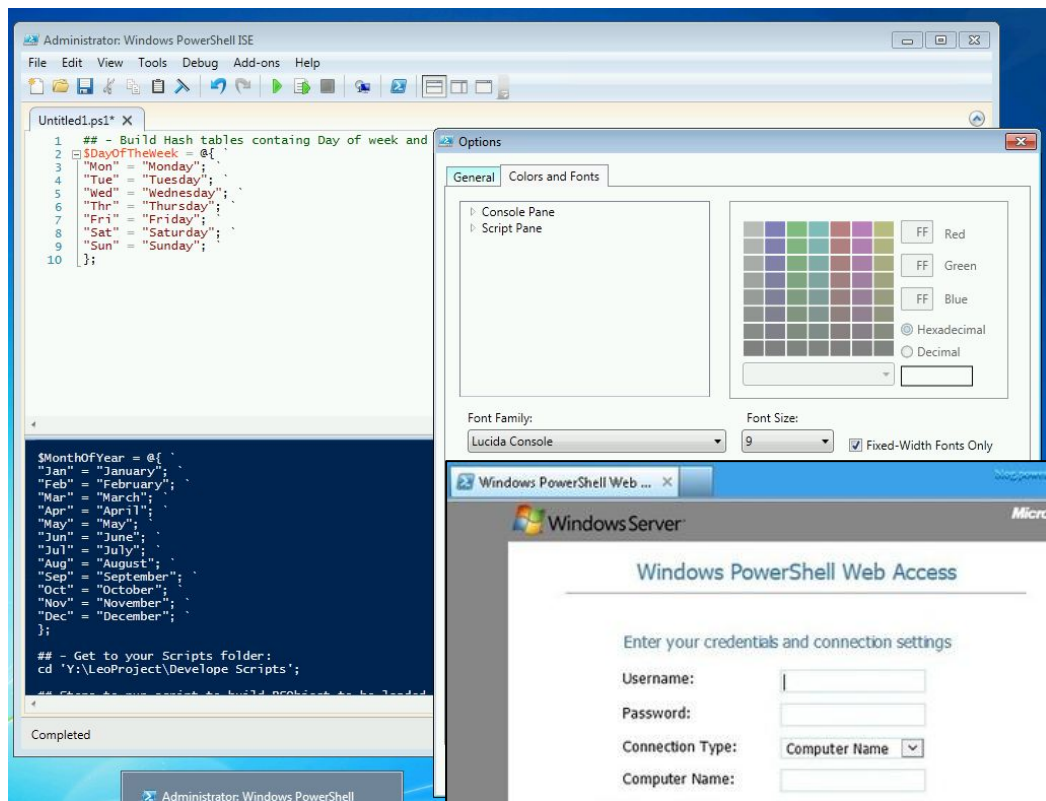 Administrator: Windows PowerShell ISE
File Edit View Tools Debug Add-ons Help
Untitled1.ps1* X
1 ## - Build Hash tables containg Day of week and
2 $DayOfTheWeek = @{ `
3 "Mon" = "Monday"; `
4 "Tue" = "Tuesday"; `
5 "Wed" = "Wednesday"; `
6 "Thr" = "Thursday"; `
7 "Fri" = "Friday"; `
8 "Sat" = "Saturday"; `
9 "Sun" = "Sunday"; `
10 };
Options
General Colors and Fonts
Console Pane
Script Pane
FF Red
FF Green
FF Blue
Hexadecimal
Decimal
Font Family: Font Size:
Lucida Console 9 Fixed-Width Fonts Only
$MonthOfYear = @{ `
"Jan" = "January"; `
"Feb" = "February"; `
"Mar" = "March"; `
"Apr" = "April"; `
"May" = "May"; `
"Jun" = "June"; `
"Jul" = "July"; `
"Aug" = "August"; `
"Sep" = "September"; `
"Oct" = "October"; `
"Nov" = "November"; `
"Dec" = "December"; `
};
## - Get to your Scripts folder:
cd 'Y:\LeoProject\Develope Scripts';
Completed
Administrator: Windows PowerShell
Windows PowerShell Web ...
Windows Server
Windows PowerShell Web Access
Enter your credentials and connection settings
Username:
Password:
Connection Type: Computer Name
Computer Name: